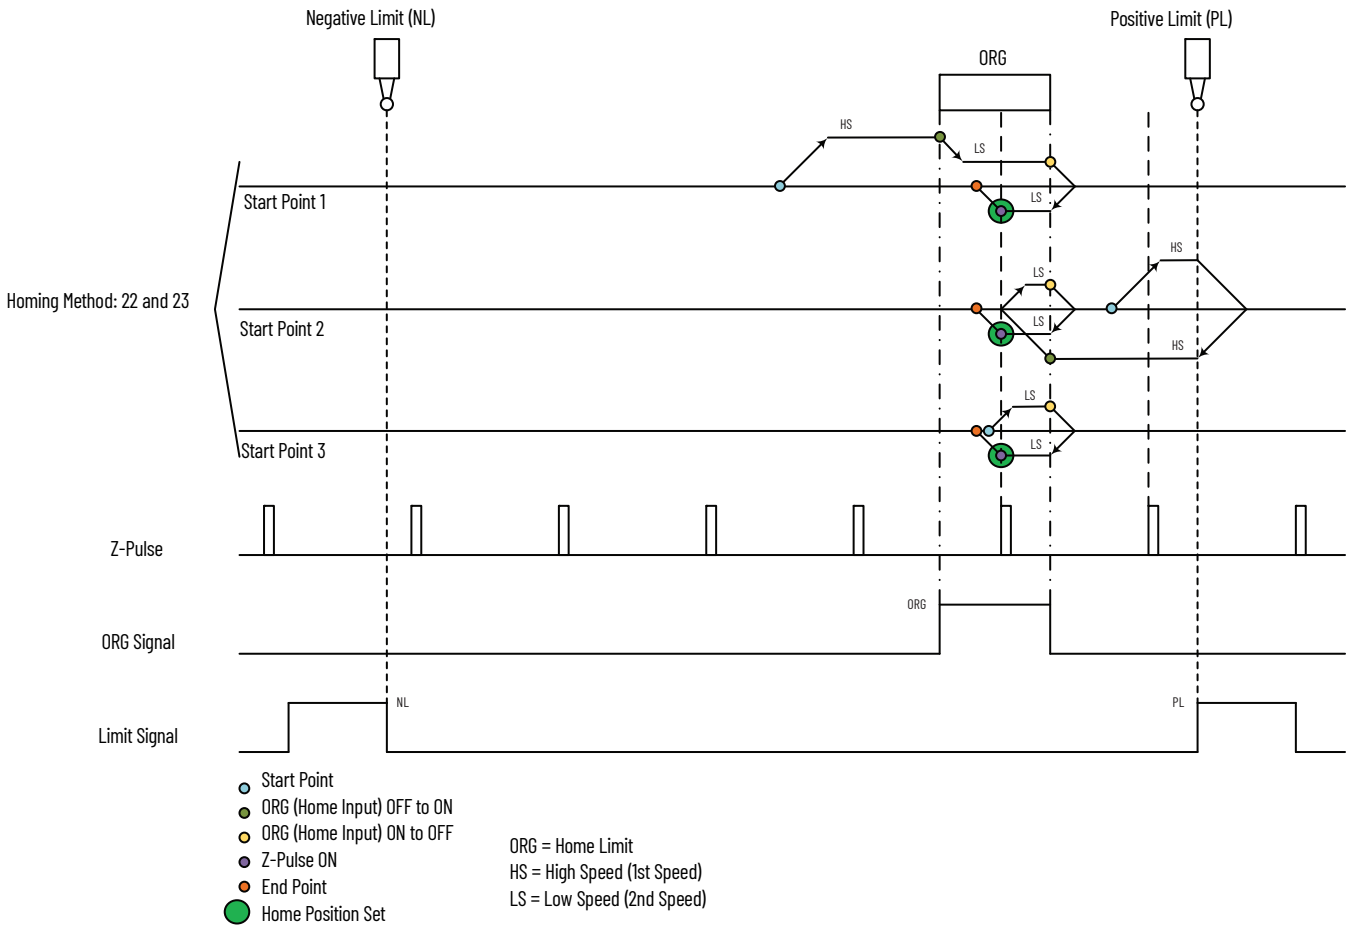 Negative Limit (NL)
Positive Limit (PL)
ORG
HS
LS
LS
Start Point 1
HS
LS
Homing Method: 22 and 23
Start Point 2
LS
HS
LS
Start Point 3
LS
Z-Pulse
ORG
ORG Signal
NL
PL
Limit Signal
Start Point
ORG (Home Input) OFF to ON
ORG (Home Input) ON to OFF
Z-Pulse ON
End Point
Home Position Set
ORG = Home Limit
HS = High Speed (1st Speed)
LS = Low Speed (2nd Speed)